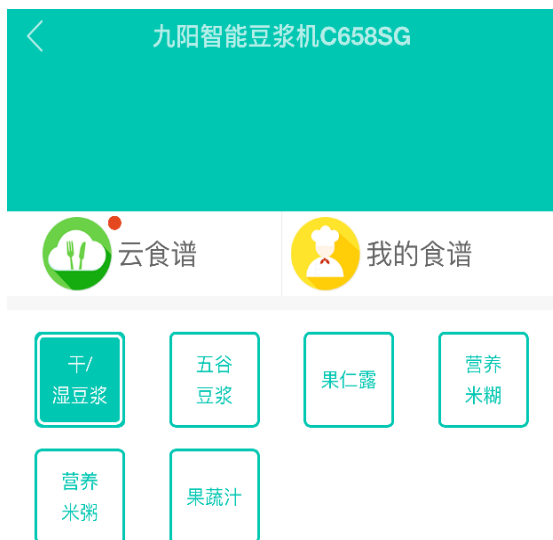 九阳智能豆浆机C658SG
云食谱
我的食谱
干/
湿豆浆
五谷
豆浆
果仁露
营养
米糊
营养
米粥
果蔬汁